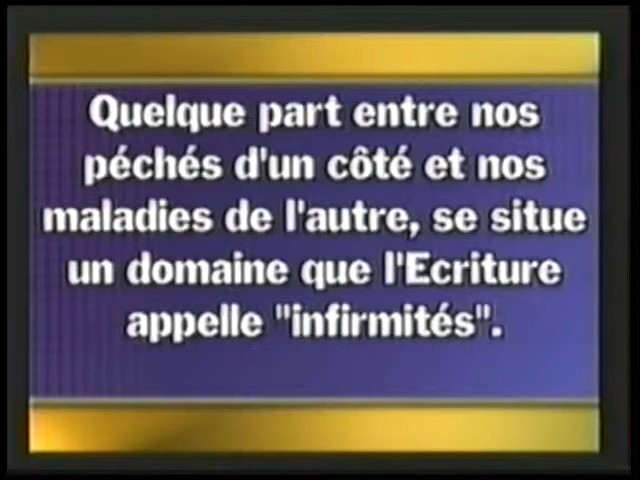 Quelque part entre nos
péchés d'un côté et nos
maladies de l'autre, se situe
un domaine que l'Ecriture
appelle "infirmités".